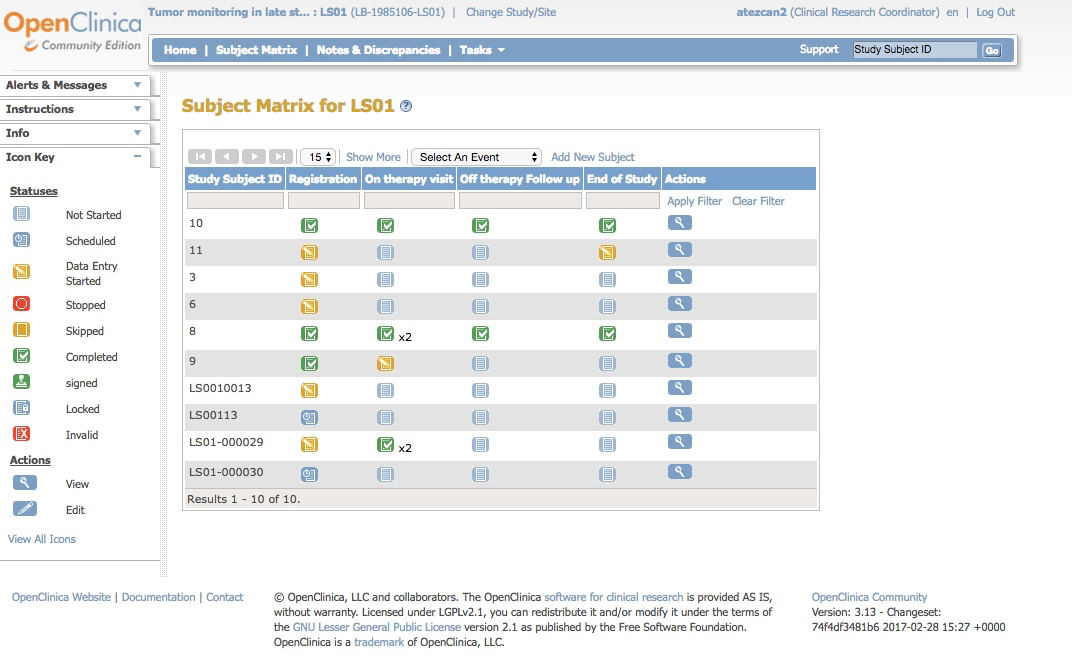 OpenClinica
Community Edition
Tumor monitoring in late st... : LS01 (LB-1985106-LS01) | Change Study/Site
atezcan2 (Clinical Research Coordinator) en | Log Out
Home | Subject Matrix | Notes & Discrepancies | Tasks
Support Study Subject ID Go
Alerts & Messages
Instructions
Info
Icon Key
Statuses
Not Started
Scheduled
Data Entry
Started
Stopped
Skipped
Completed
signed
Locked
Invalid
Actions
View
Edit
View All Icons
Subject Matrix for LS01 ?
15 Show More Select An Event Add New Subject
Study Subject ID Registration On therapy visit Off therapy Follow up End of Study Actions
Apply Filter Clear Filter
10
11
3
6
8 x2
9
LS0010013
LS00113
LS01-000029 x2
LS01-000030
Results 1 - 10 of 10.
OpenClinica Website | Documentation | Contact
© OpenClinica, LLC and collaborators. The OpenClinica software for clinical research is provided AS IS,
without warranty. Licensed under LGPLv2.1, you can redistribute it and/or modify it under the terms of
the GNU Lesser General Public License version 2.1 as published by the Free Software Foundation.
OpenClinica is a trademark of OpenClinica, LLC.
OpenClinica Community
Version: 3.13 - Changeset:
74f4df3481b6 2017-02-28 15:27 +0000